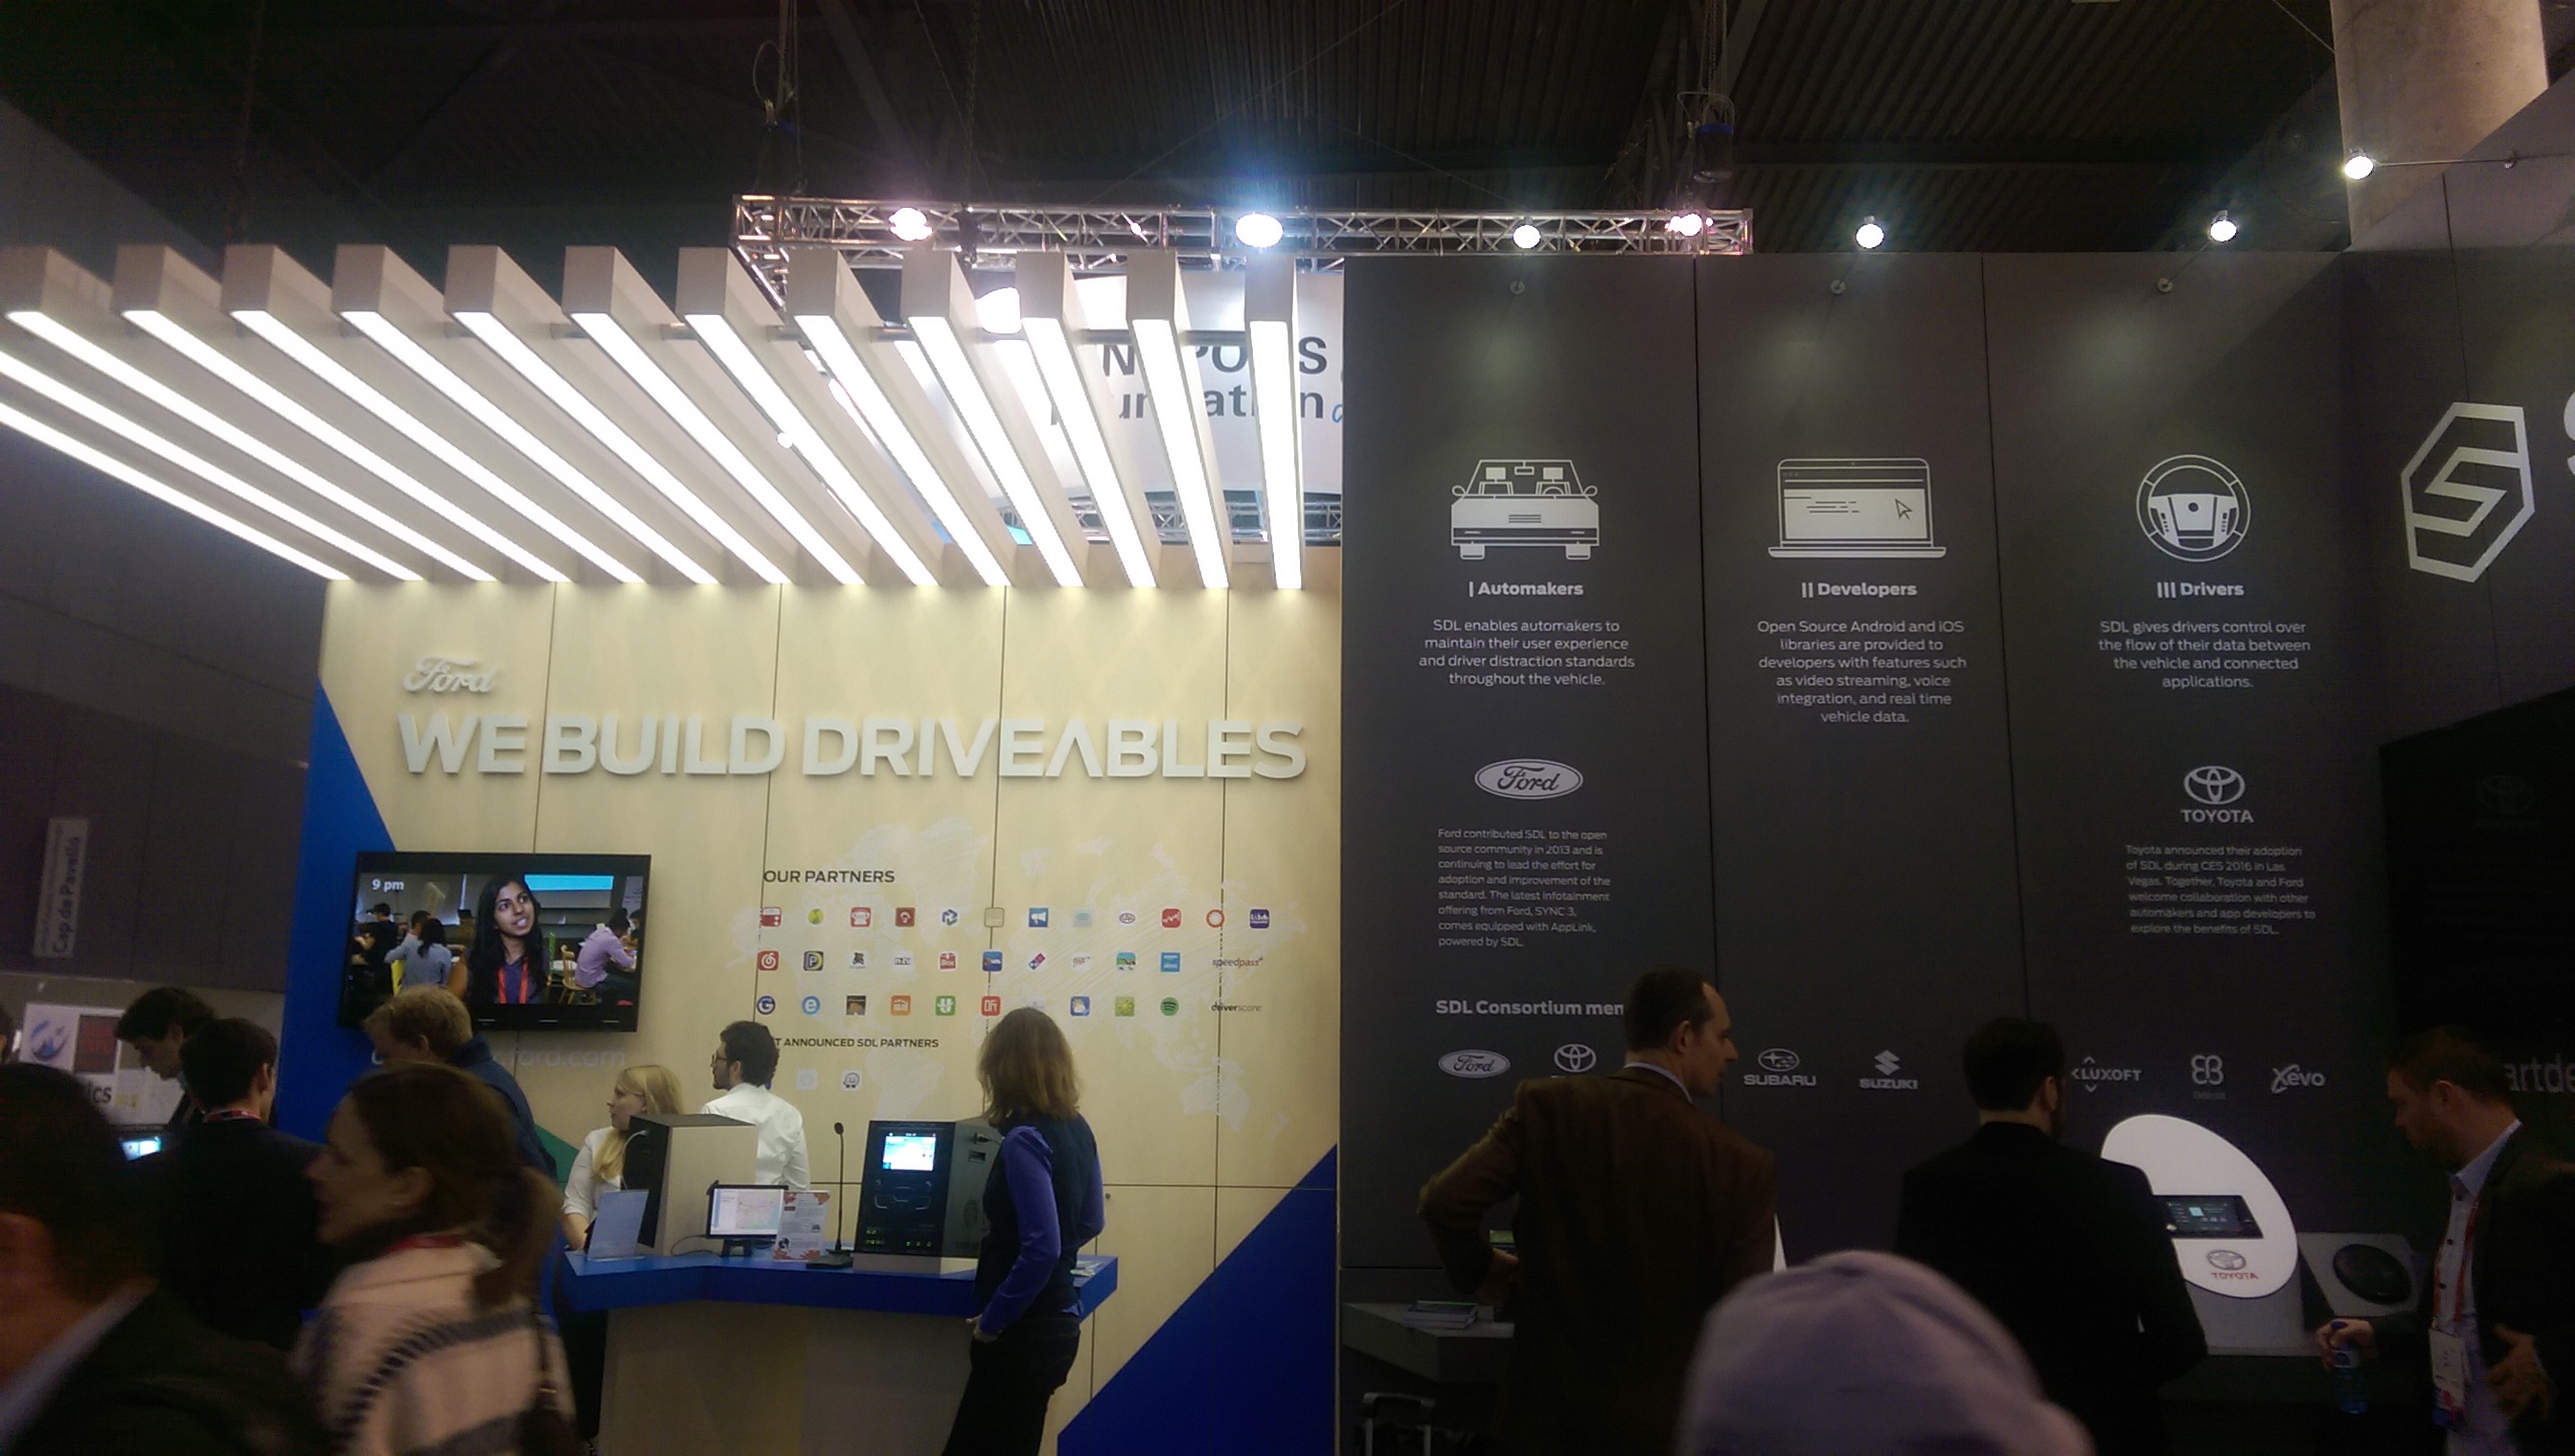 Ford
WE BUILD DRIVEABLES
9 pm
OUR PARTNERS
speedpass+
driverscore
ANNOUNCED SDL PARTNERS
ford.com
Cap de Pavelló
| Automakers
SDL enables automakers to
maintain their user experience
and driver distraction standards
throughout the vehicle.
Ford
Ford contributed SDL to the open
source community in 2013 and is
continuing to lead the effort for
adoption and improvement of the
standard. The latest infotainment
offering from Ford, SYNC 3,
comes equipped with AppLink,
powered by SDL.
|| Developers
Open Source Android and iOS
libraries are provided to
developers with features such
as video streaming, voice
integration, and real time
vehicle data.
||| Drivers
SDL gives drivers control over
the flow of their data between
the vehicle and connected
applications.
TOYOTA
Toyota announced their adoption
of SDL during CES 2016 in Las
Vegas. Together, Toyota and Ford
welcome collaboration with other
automakers and app developers to
explore the benefits of SDL.
SDL Consortium mem
Ford
SUBARU
SUZUKI
LUXOFT
Xevo
TOYOTA